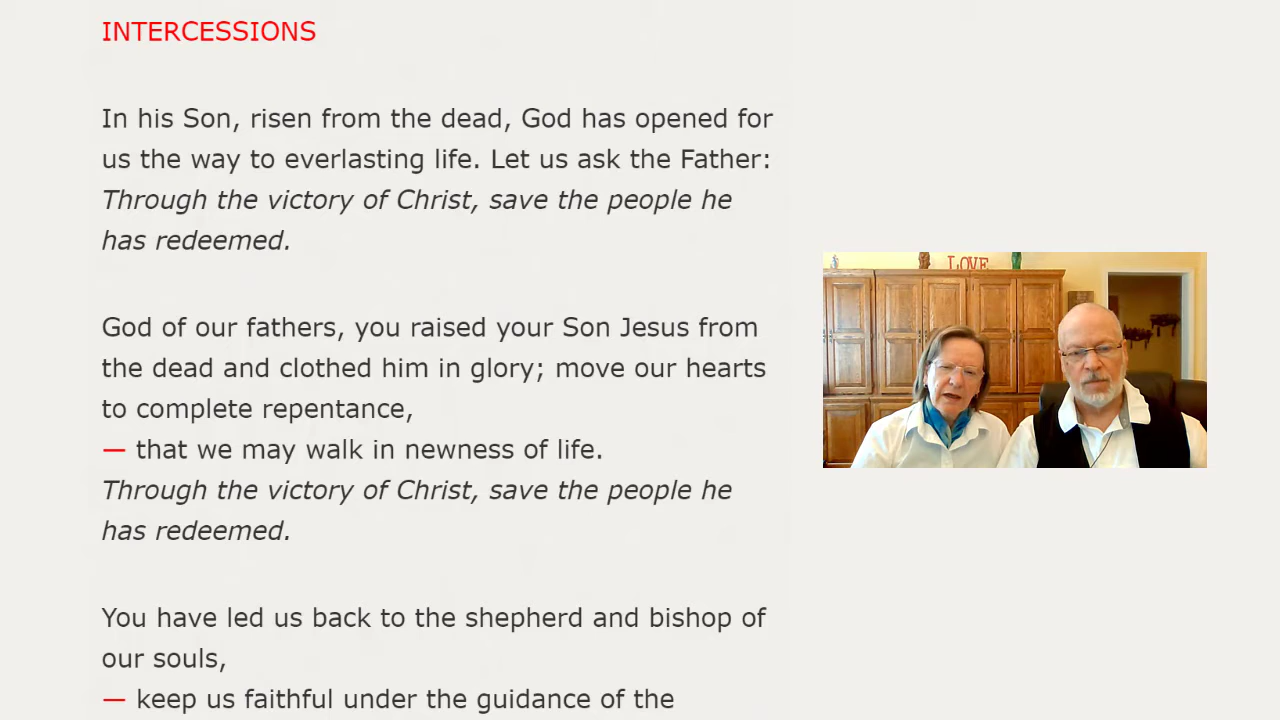 INTERCESSIONS
In his Son, risen from the dead, God has opened for
us the way to everlasting life. Let us ask the Father:
Through the victory of Christ, save the people he
has redeemed.
God of our fathers, you raised your Son Jesus from
the dead and clothed him in glory; move our hearts
to complete repentance,
— that we may walk in newness of life.
Through the victory of Christ, save the people he
has redeemed.
You have led us back to the shepherd and bishop of
our souls,
— keep us faithful under the guidance of the
LOVE